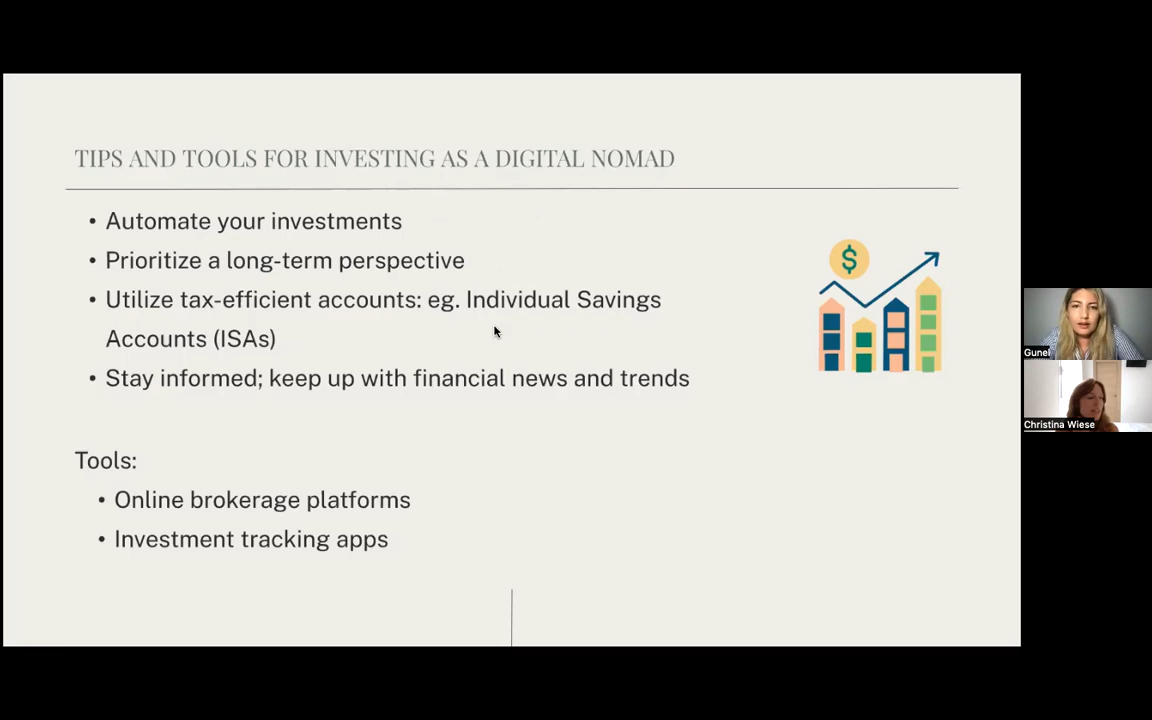 TIPS AND TOOLS FOR INVESTING AS A DIGITAL NOMAD
• Automate your investments
• Prioritize a long-term perspective
• Utilize tax-efficient accounts: eg. Individual Savings
Accounts (ISAs)
• Stay informed; keep up with financial news and trends
Tools:
• Online brokerage platforms
• Investment tracking apps
$
Gunel
Christina Wiese